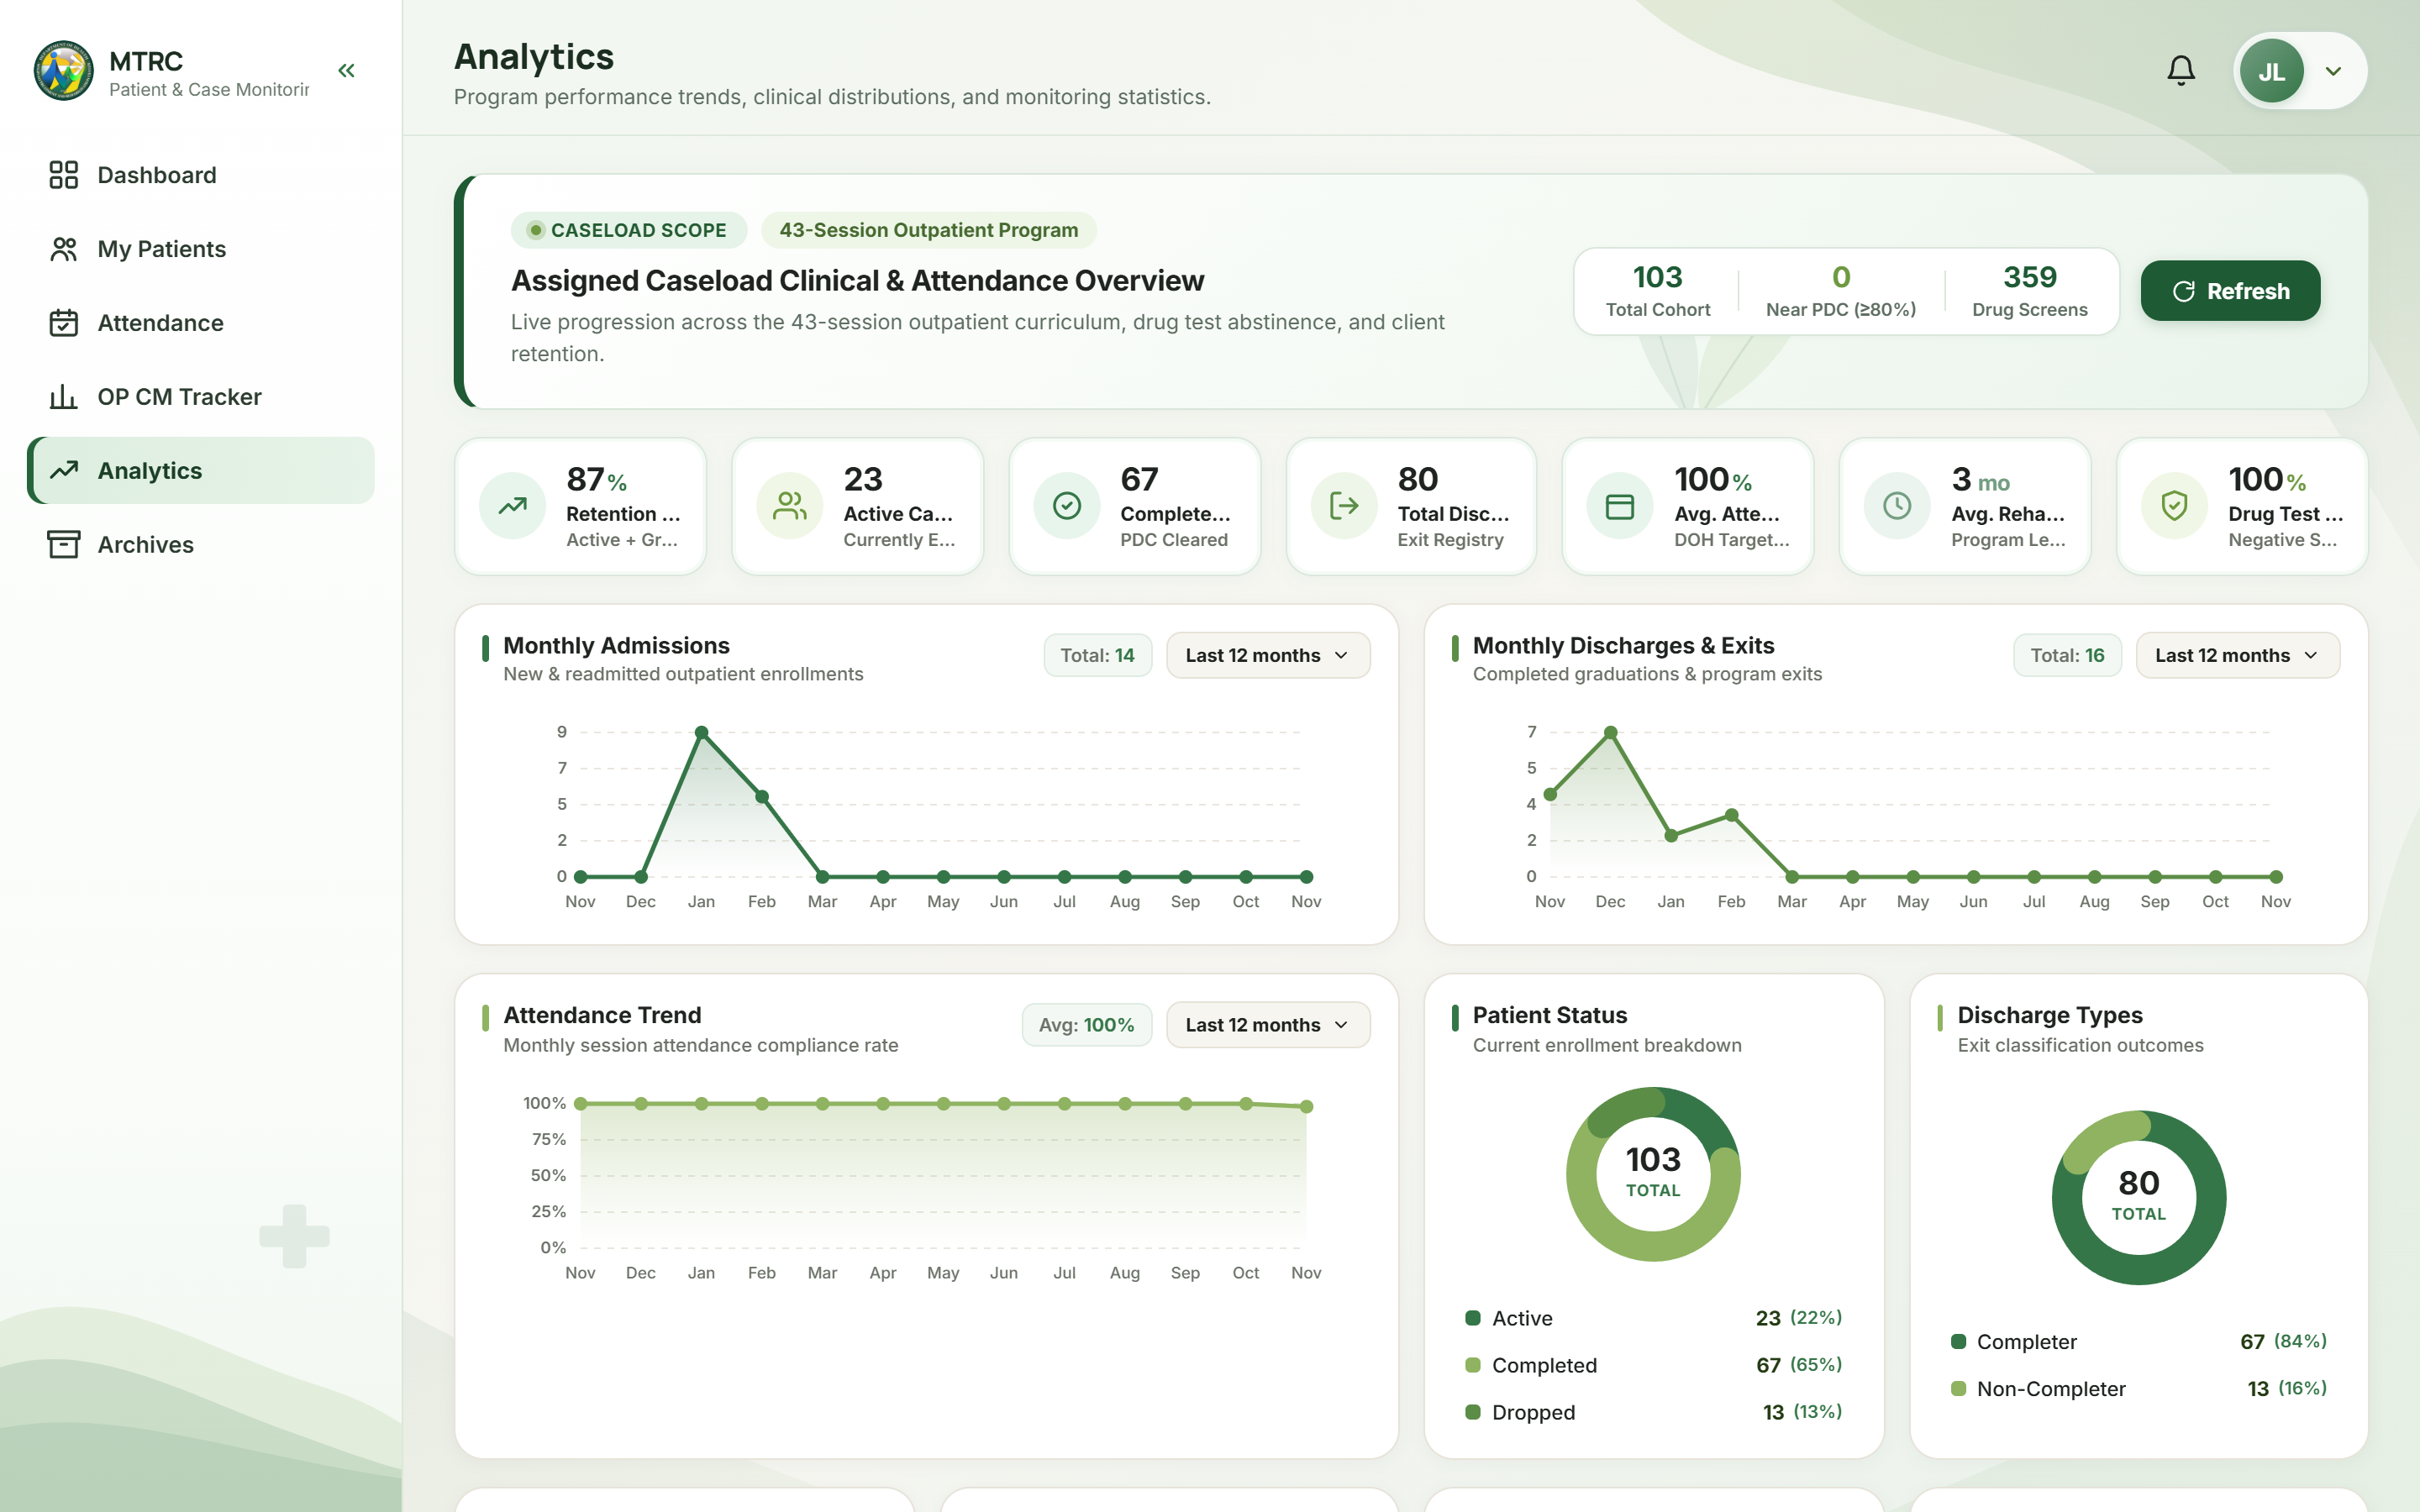 MTRC
Patient & Case Monitorir
Dashboard
My Patients
Attendance
OP CM Tracker
Analytics
Archives
Analytics
Program performance trends, clinical distributions, and monitoring statistics.
JL
CASELOAD SCOPE
43-Session Outpatient Program
Assigned Caseload Clinical & Attendance Overview
Live progression across the 43-session outpatient curriculum, drug test abstinence, and client
retention.
103
Total Cohort
0
Near PDC (≥80%)
359
Drug Screens
Refresh
87%
Retention ...
Active + Gr...
23
Active Ca...
Currently E...
67
Complete...
PDC Cleared
80
Total Disc...
Exit Registry
100%
Avg. Atte...
DOH Target...
3 mo
Avg. Reha...
Program Le...
100%
Drug Test ...
Negative S...
Monthly Admissions
New & readmitted outpatient enrollments
Total: 14
Last 12 months
9
7
5
2
0
Nov Dec Jan Feb Mar Apr May Jun Jul Aug Sep Oct Nov
Monthly Discharges & Exits
Completed graduations & program exits
Total: 16
Last 12 months
7
5
4
2
0
Nov Dec Jan Feb Mar Apr May Jun Jul Aug Sep Oct Nov
Attendance Trend
Monthly session attendance compliance rate
Avg: 100%
Last 12 months
100%
75%
50%
25%
0%
Nov Dec Jan Feb Mar Apr May Jun Jul Aug Sep Oct Nov
Patient Status
Current enrollment breakdown
103
TOTAL
Active 23 (22%)
Completed 67 (65%)
Dropped 13 (13%)
Discharge Types
Exit classification outcomes
80
TOTAL
Completer 67 (84%)
Non-Completer 13 (16%)